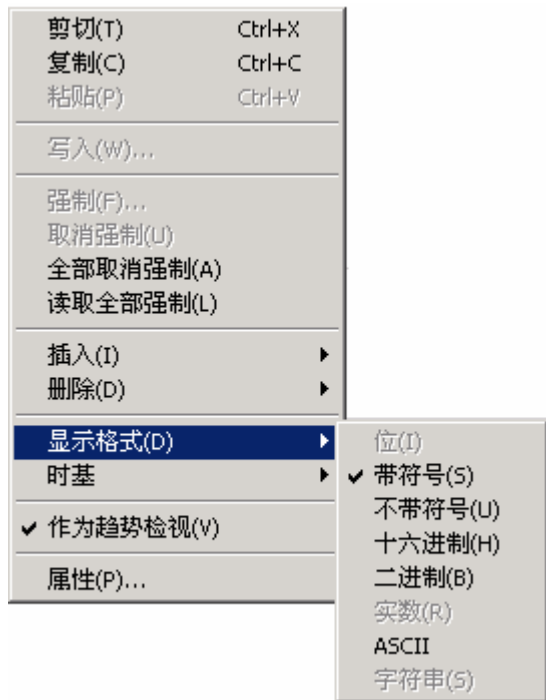 剪切(T) Ctrl+X
复制(C) Ctrl+C
粘贴(P) Ctrl+V
写入(W)...
强制(F)...
取消强制(U)
全部取消强制(A)
读取全部强制(L)
插入(I)
删除(D)
显示格式(D)
时基
作为趋势检视(V)
属性(P)...
位(I)
带符号(S)
不带符号(U)
十六进制(H)
二进制(B)
实数(R)
ASCII
字符串(S)